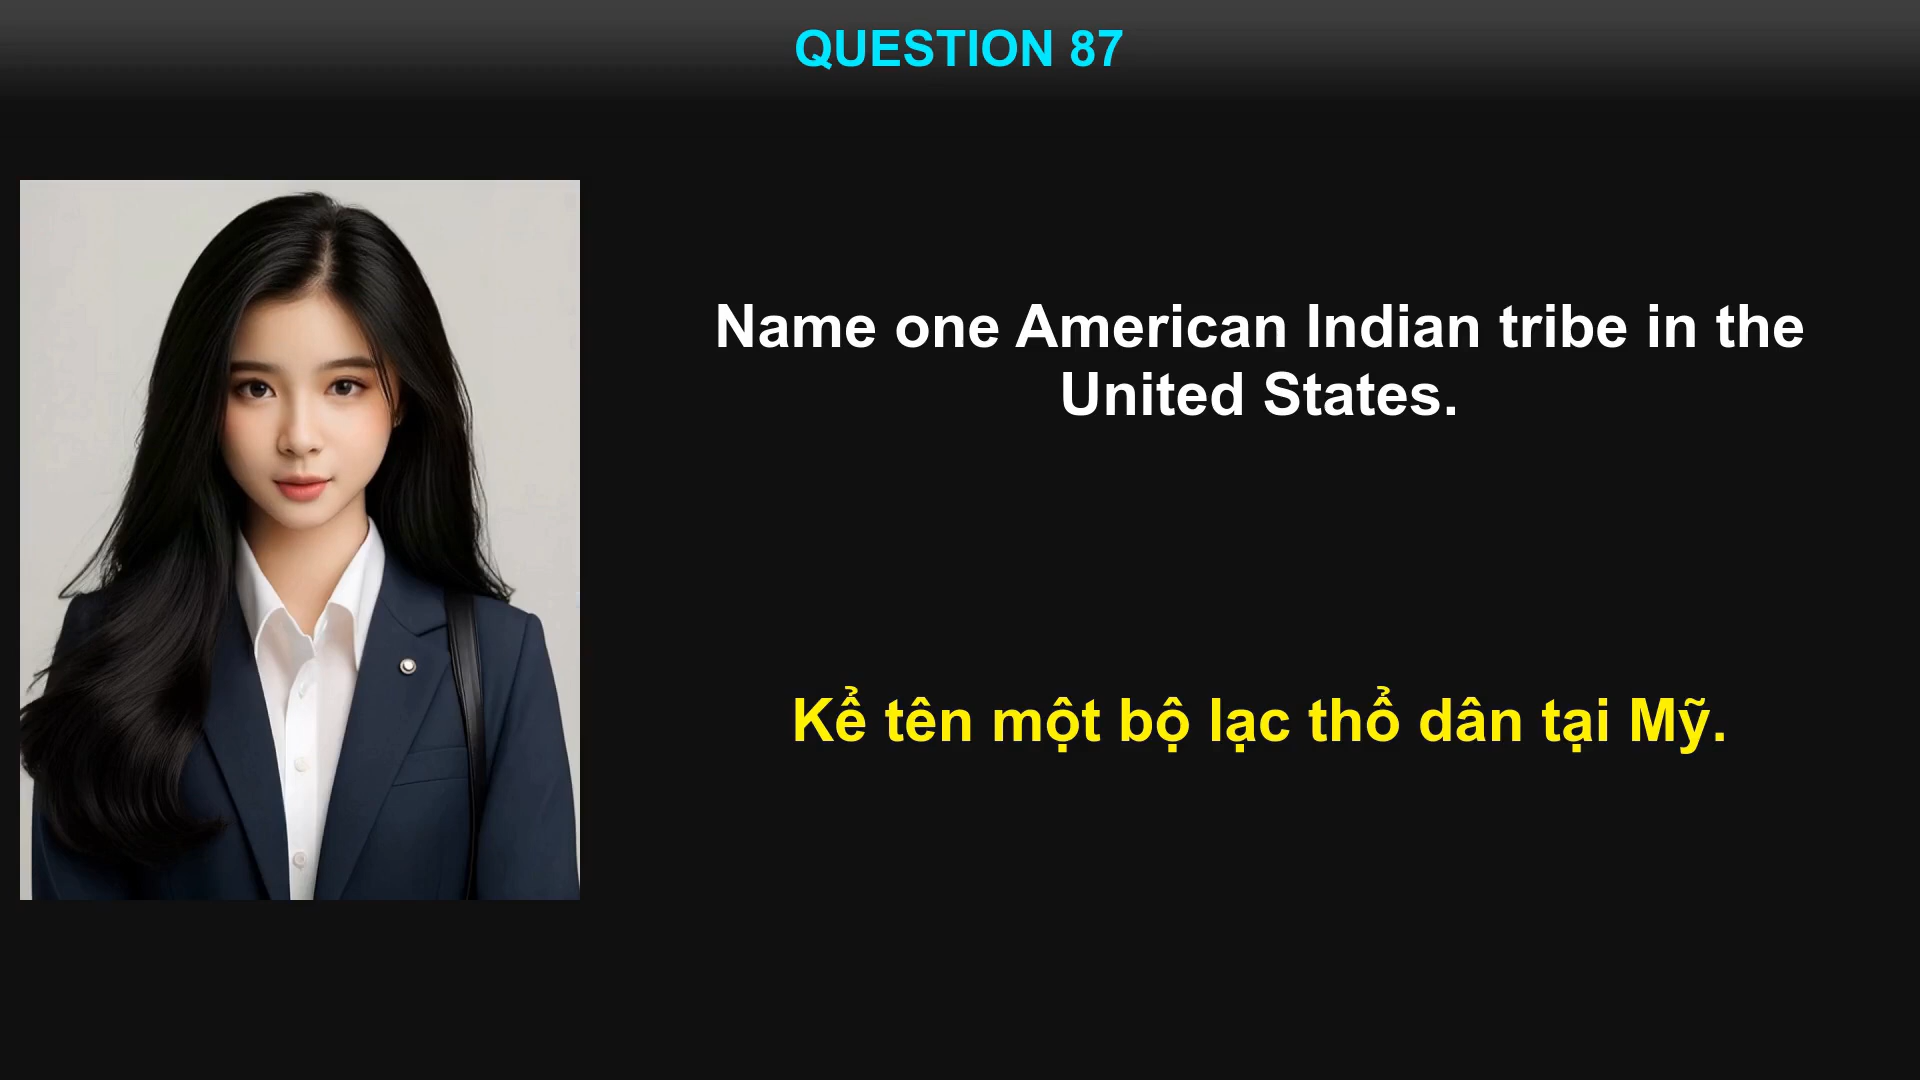 QUESTION 87
Name one American Indian tribe in the
United States.
Kể tên một bộ lạc thổ dân tại Mỹ.